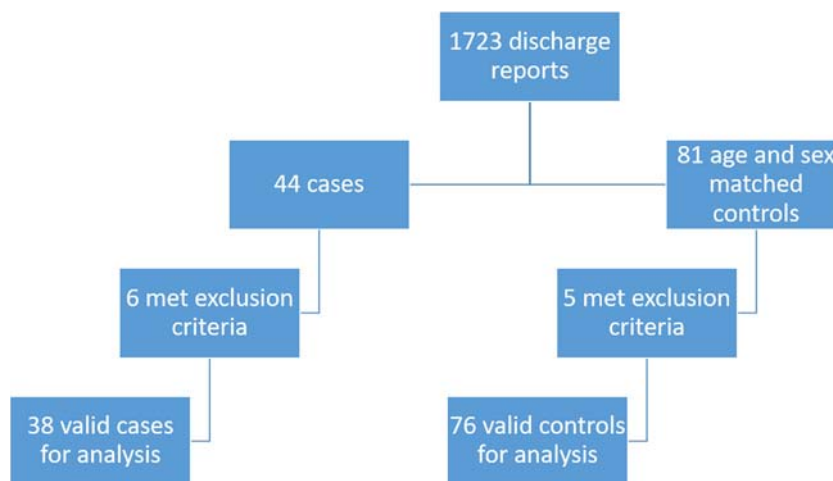 1723 discharge
reports
44 cases
81 age and sex
matched
controls
6 met exclusion
criteria
5 met exclusion
criteria
38 valid cases
for analysis
76 valid controls
for analysis